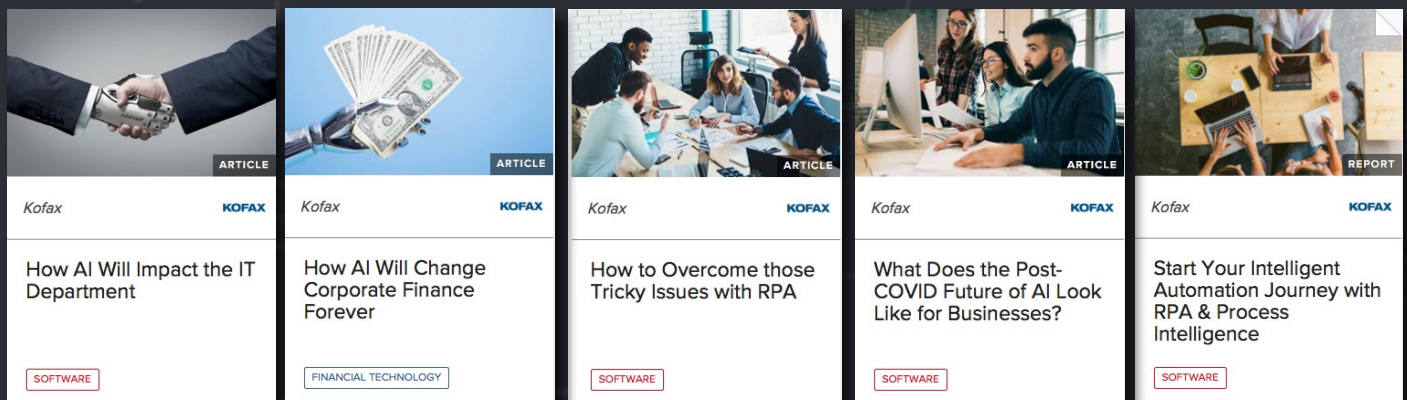 ARTICLE
Kofax
KOFAX
How AI Will Impact the IT
Department
SOFTWARE
ARTICLE
Kofax
KOFAX
How AI Will Change
Corporate Finance
Forever
FINANCIAL TECHNOLOGY
ARTICLE
Kofax
KOFAX
How to Overcome those
Tricky Issues with RPA
SOFTWARE
ARTICLE
Kofax
KOFAX
What Does the Post-
COVID Future of AI Look
Like for Businesses?
SOFTWARE
REPORT
Kofax
KOFAX
Start Your Intelligent
Automation Journey with
RPA & Process
Intelligence
SOFTWARE